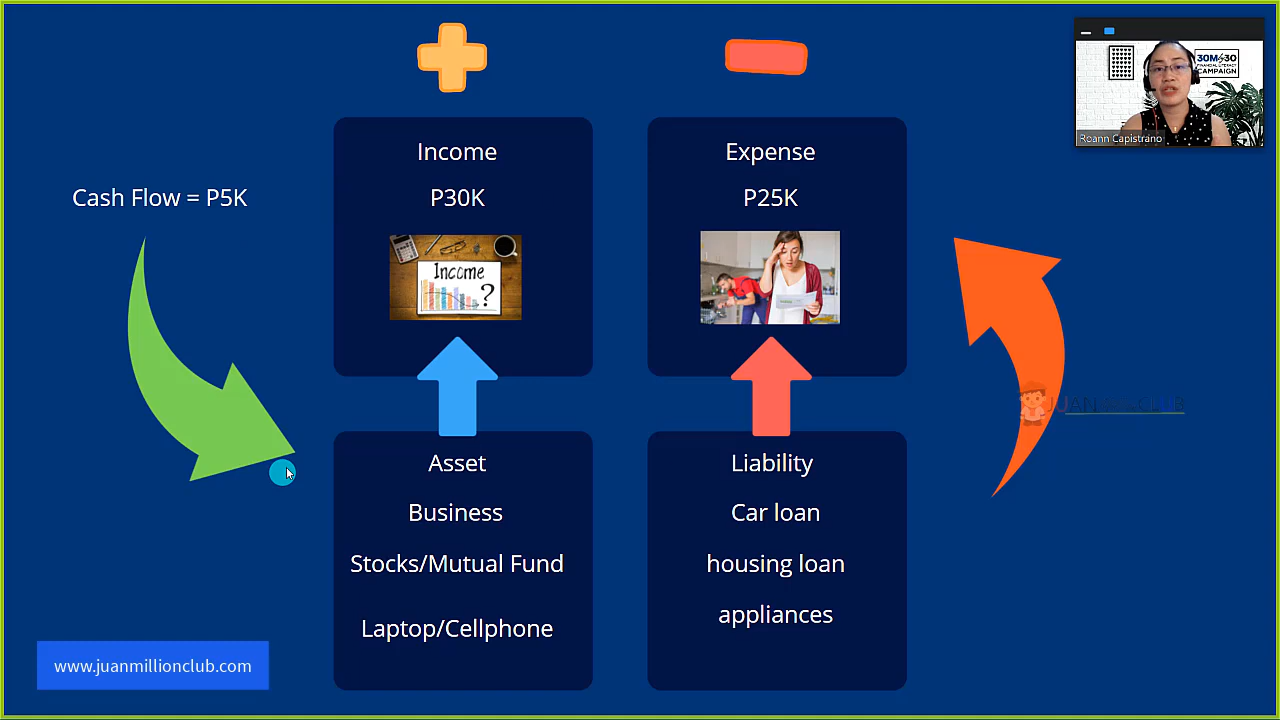 Income
Expense
P30K
P25K
Cash Flow = P5K
Income
?
Asset
Liability
Business
Car loan
Stocks/Mutual Fund
housing loan
Laptop/Cellphone
appliances
www.juanmillionclub.com
30M by 30
FINANCIAL LITERACY
CAMPAIGN
Roann Capistrano